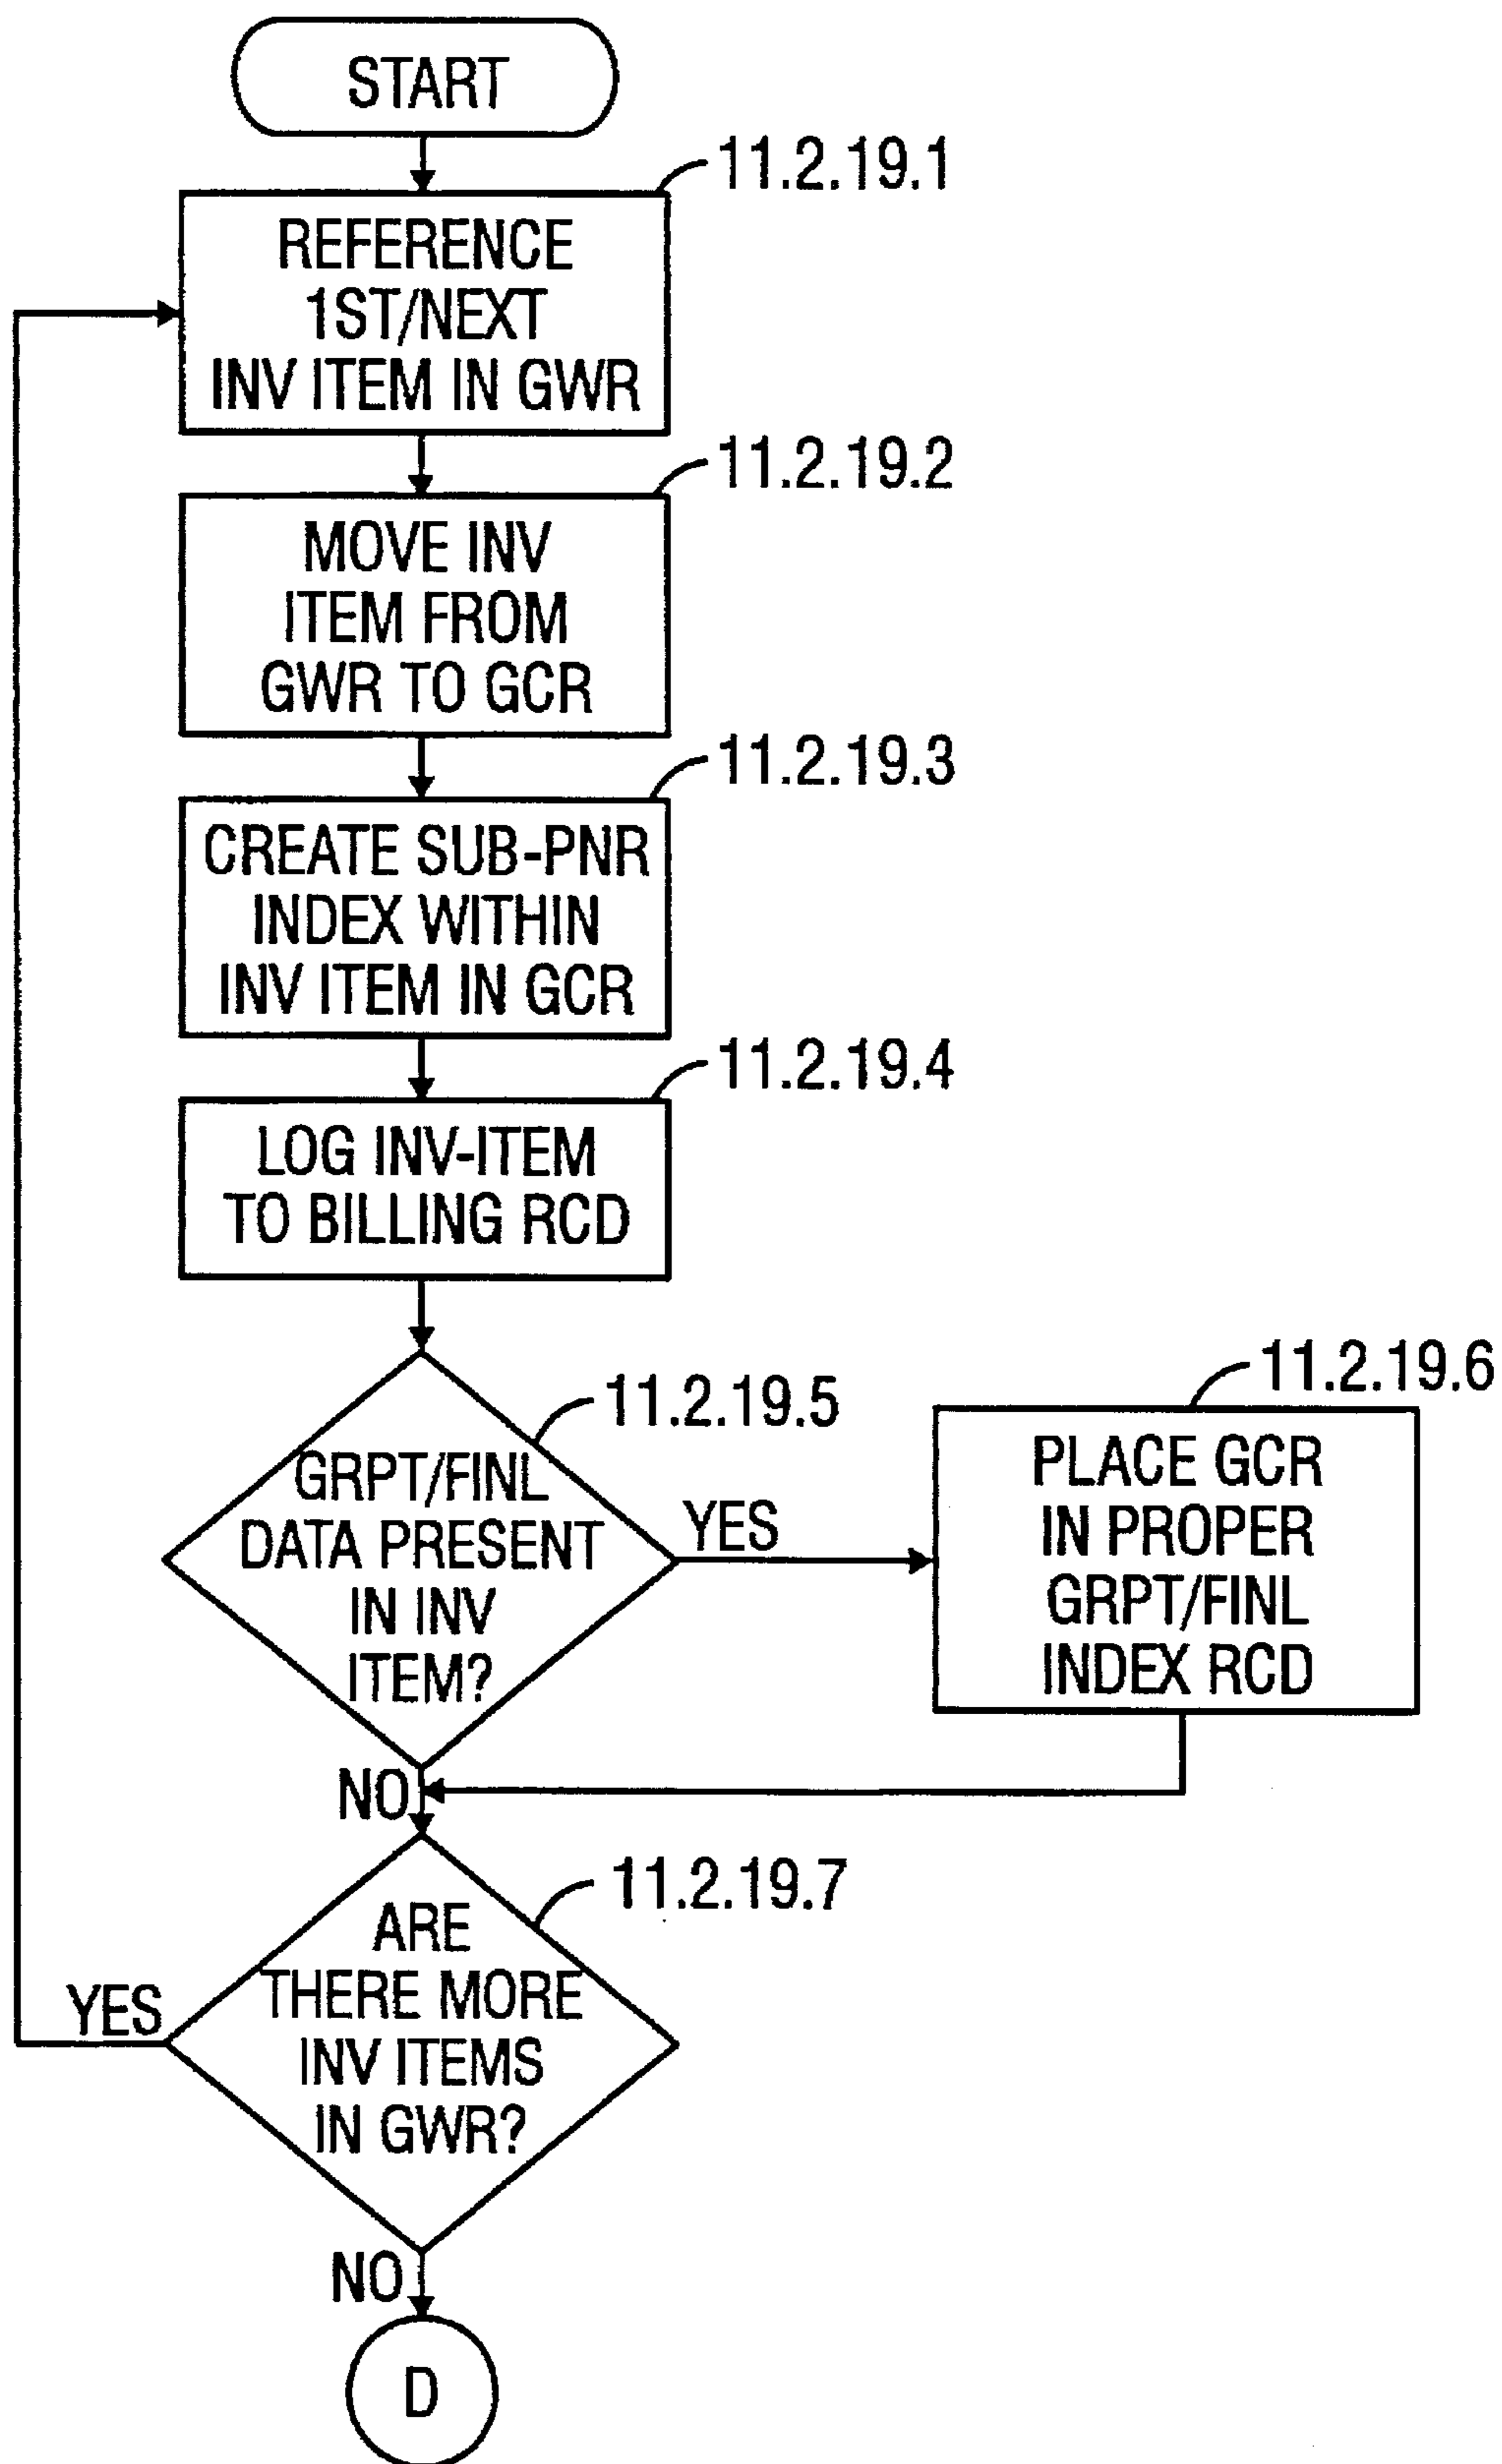 START
11.2.19.1
REFERENCE
1ST/NEXT
INV ITEM IN GWR
11.2.19.2
MOVE INV
ITEM FROM
GWR TO GCR
11.2.19.3
CREATE SUB-PNR
INDEX WITHIN
INV ITEM IN GCR
11.2.19.4
LOG INV-ITEM
TO BILLING RCD
11.2.19.5
GRPT/FINL
DATA PRESENT
IN INV
ITEM?
YES
11.2.19.6
PLACE GCR
IN PROPER
GRPT/FINL
INDEX RCD
NO
11.2.19.7
ARE
THERE MORE
INV ITEMS
IN GWR?
YES
NO
D